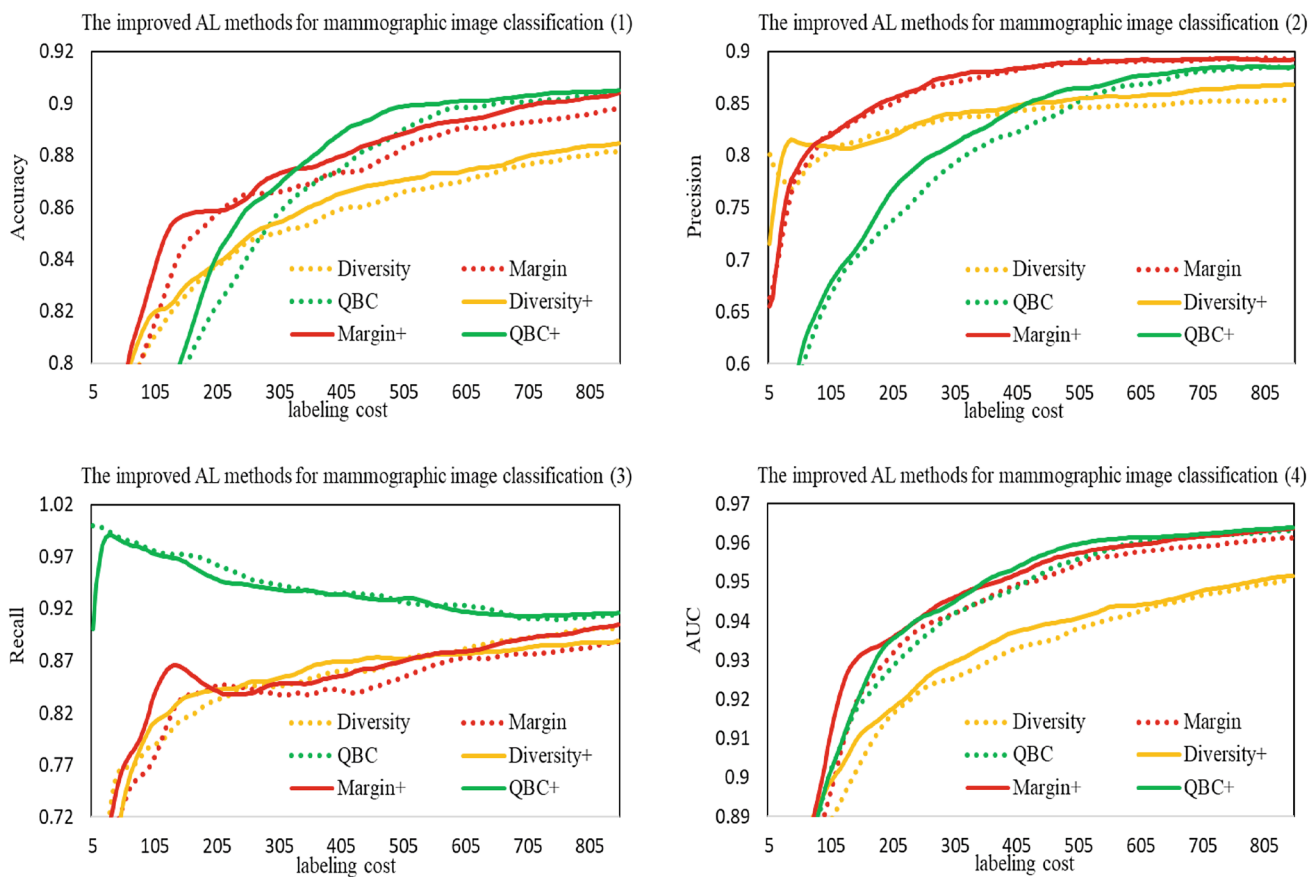 The improved AL methods for mammographic image classification (1)
0.92
0.9
0.88
0.86
0.84
0.82
0.8
Accuracy
Diversity
Margin
QBC
Diversity+
Margin+
QBC+
5 105 205 305 405 505 605 705 805
labeling cost
The improved AL methods for mammographic image classification (2)
0.9
0.85
0.8
0.75
0.7
0.65
0.6
Precision
Diversity
Margin
QBC
Diversity+
Margin+
QBC+
5 105 205 305 405 505 605 705 805
labeling cost
The improved AL methods for mammographic image classification (3)
1.02
0.97
0.92
0.87
0.82
0.77
0.72
Recall
Diversity
Margin
QBC
Diversity+
Margin+
QBC+
5 105 205 305 405 505 605 705 805
labeling cost
The improved AL methods for mammographic image classification (4)
0.97
0.96
0.95
0.94
0.93
0.92
0.91
0.9
0.89
AUC
Diversity
Margin
QBC
Diversity+
Margin+
QBC+
5 105 205 305 405 505 605 705 805
labeling cost